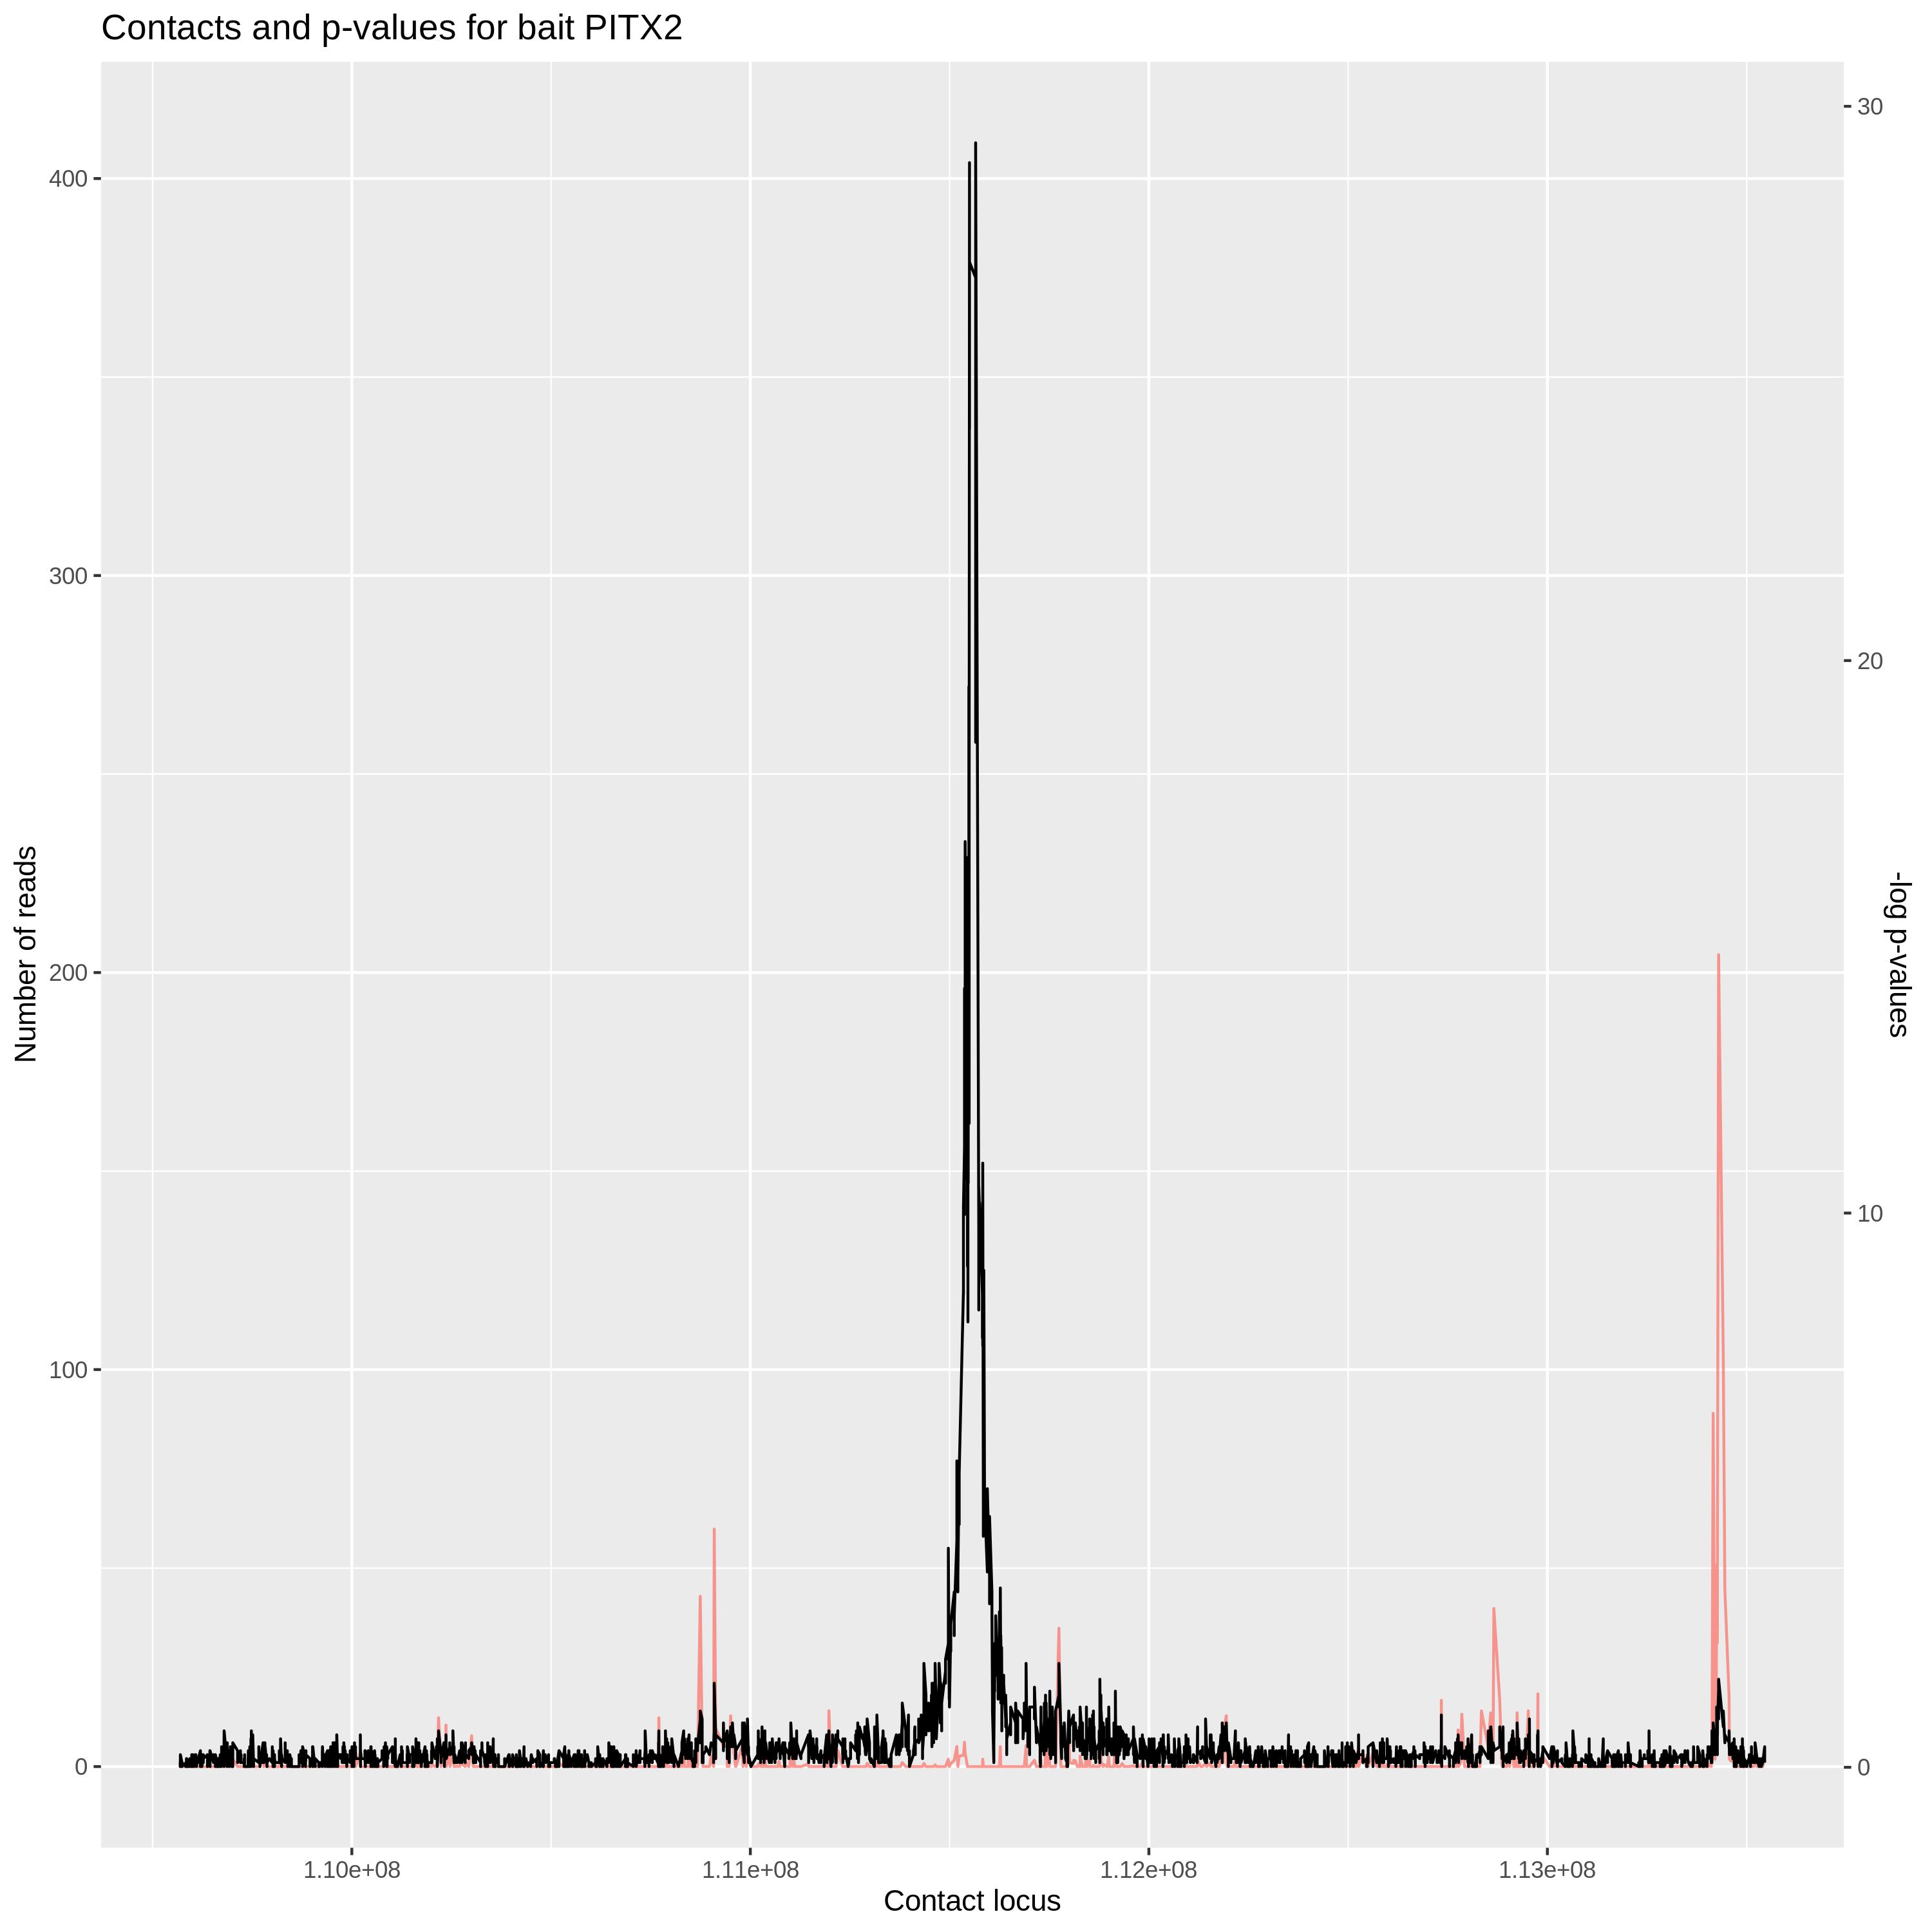 Contacts and p-values for bait PITX2
400
300
200
100
0
Number of reads
30
20
10
0
-log p-values
1.10e+08
1.11e+08
1.12e+08
1.13e+08
Contact locus